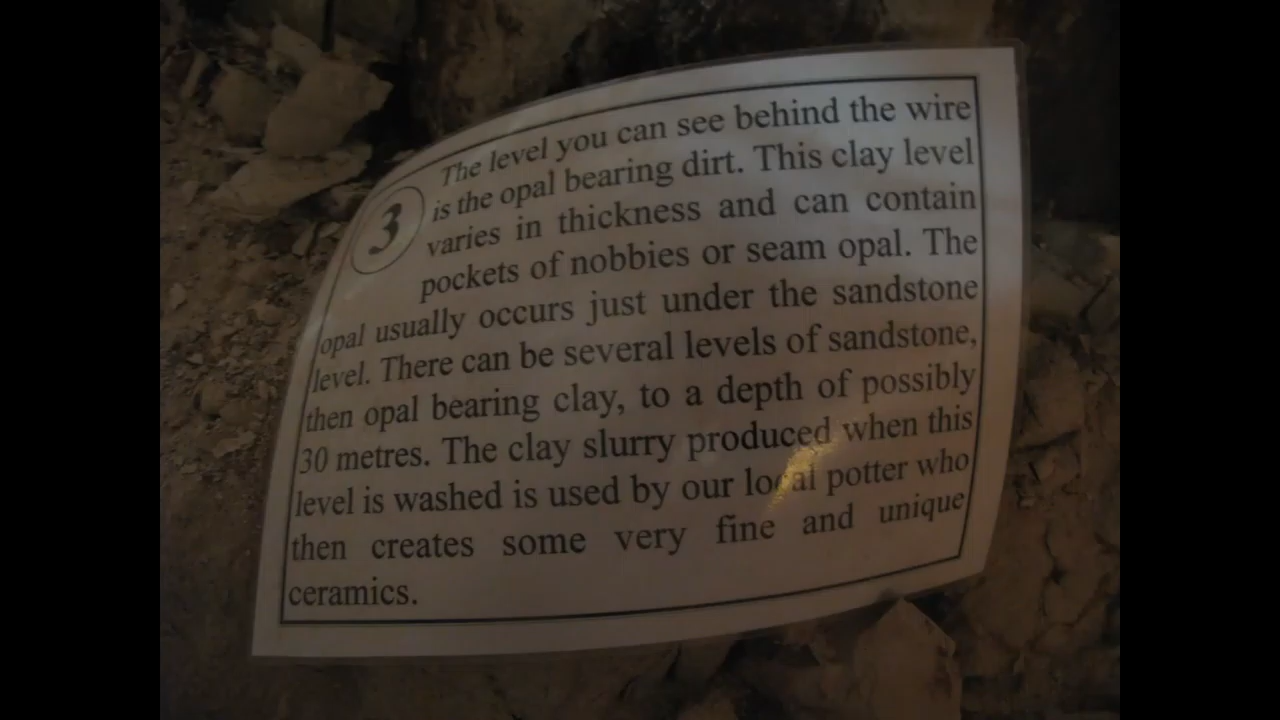 The level you can see behind the wire
3 is the opal bearing dirt. This clay level
varies in thickness and can contain
pockets of nobbies or seam opal. The
opal usually occurs just under the sandstone
level. There can be several levels of sandstone,
then opal bearing clay, to a depth of possibly
30 metres. The clay slurry produced when this
level is washed is used by our local potter who
then creates some very fine and unique
ceramics.